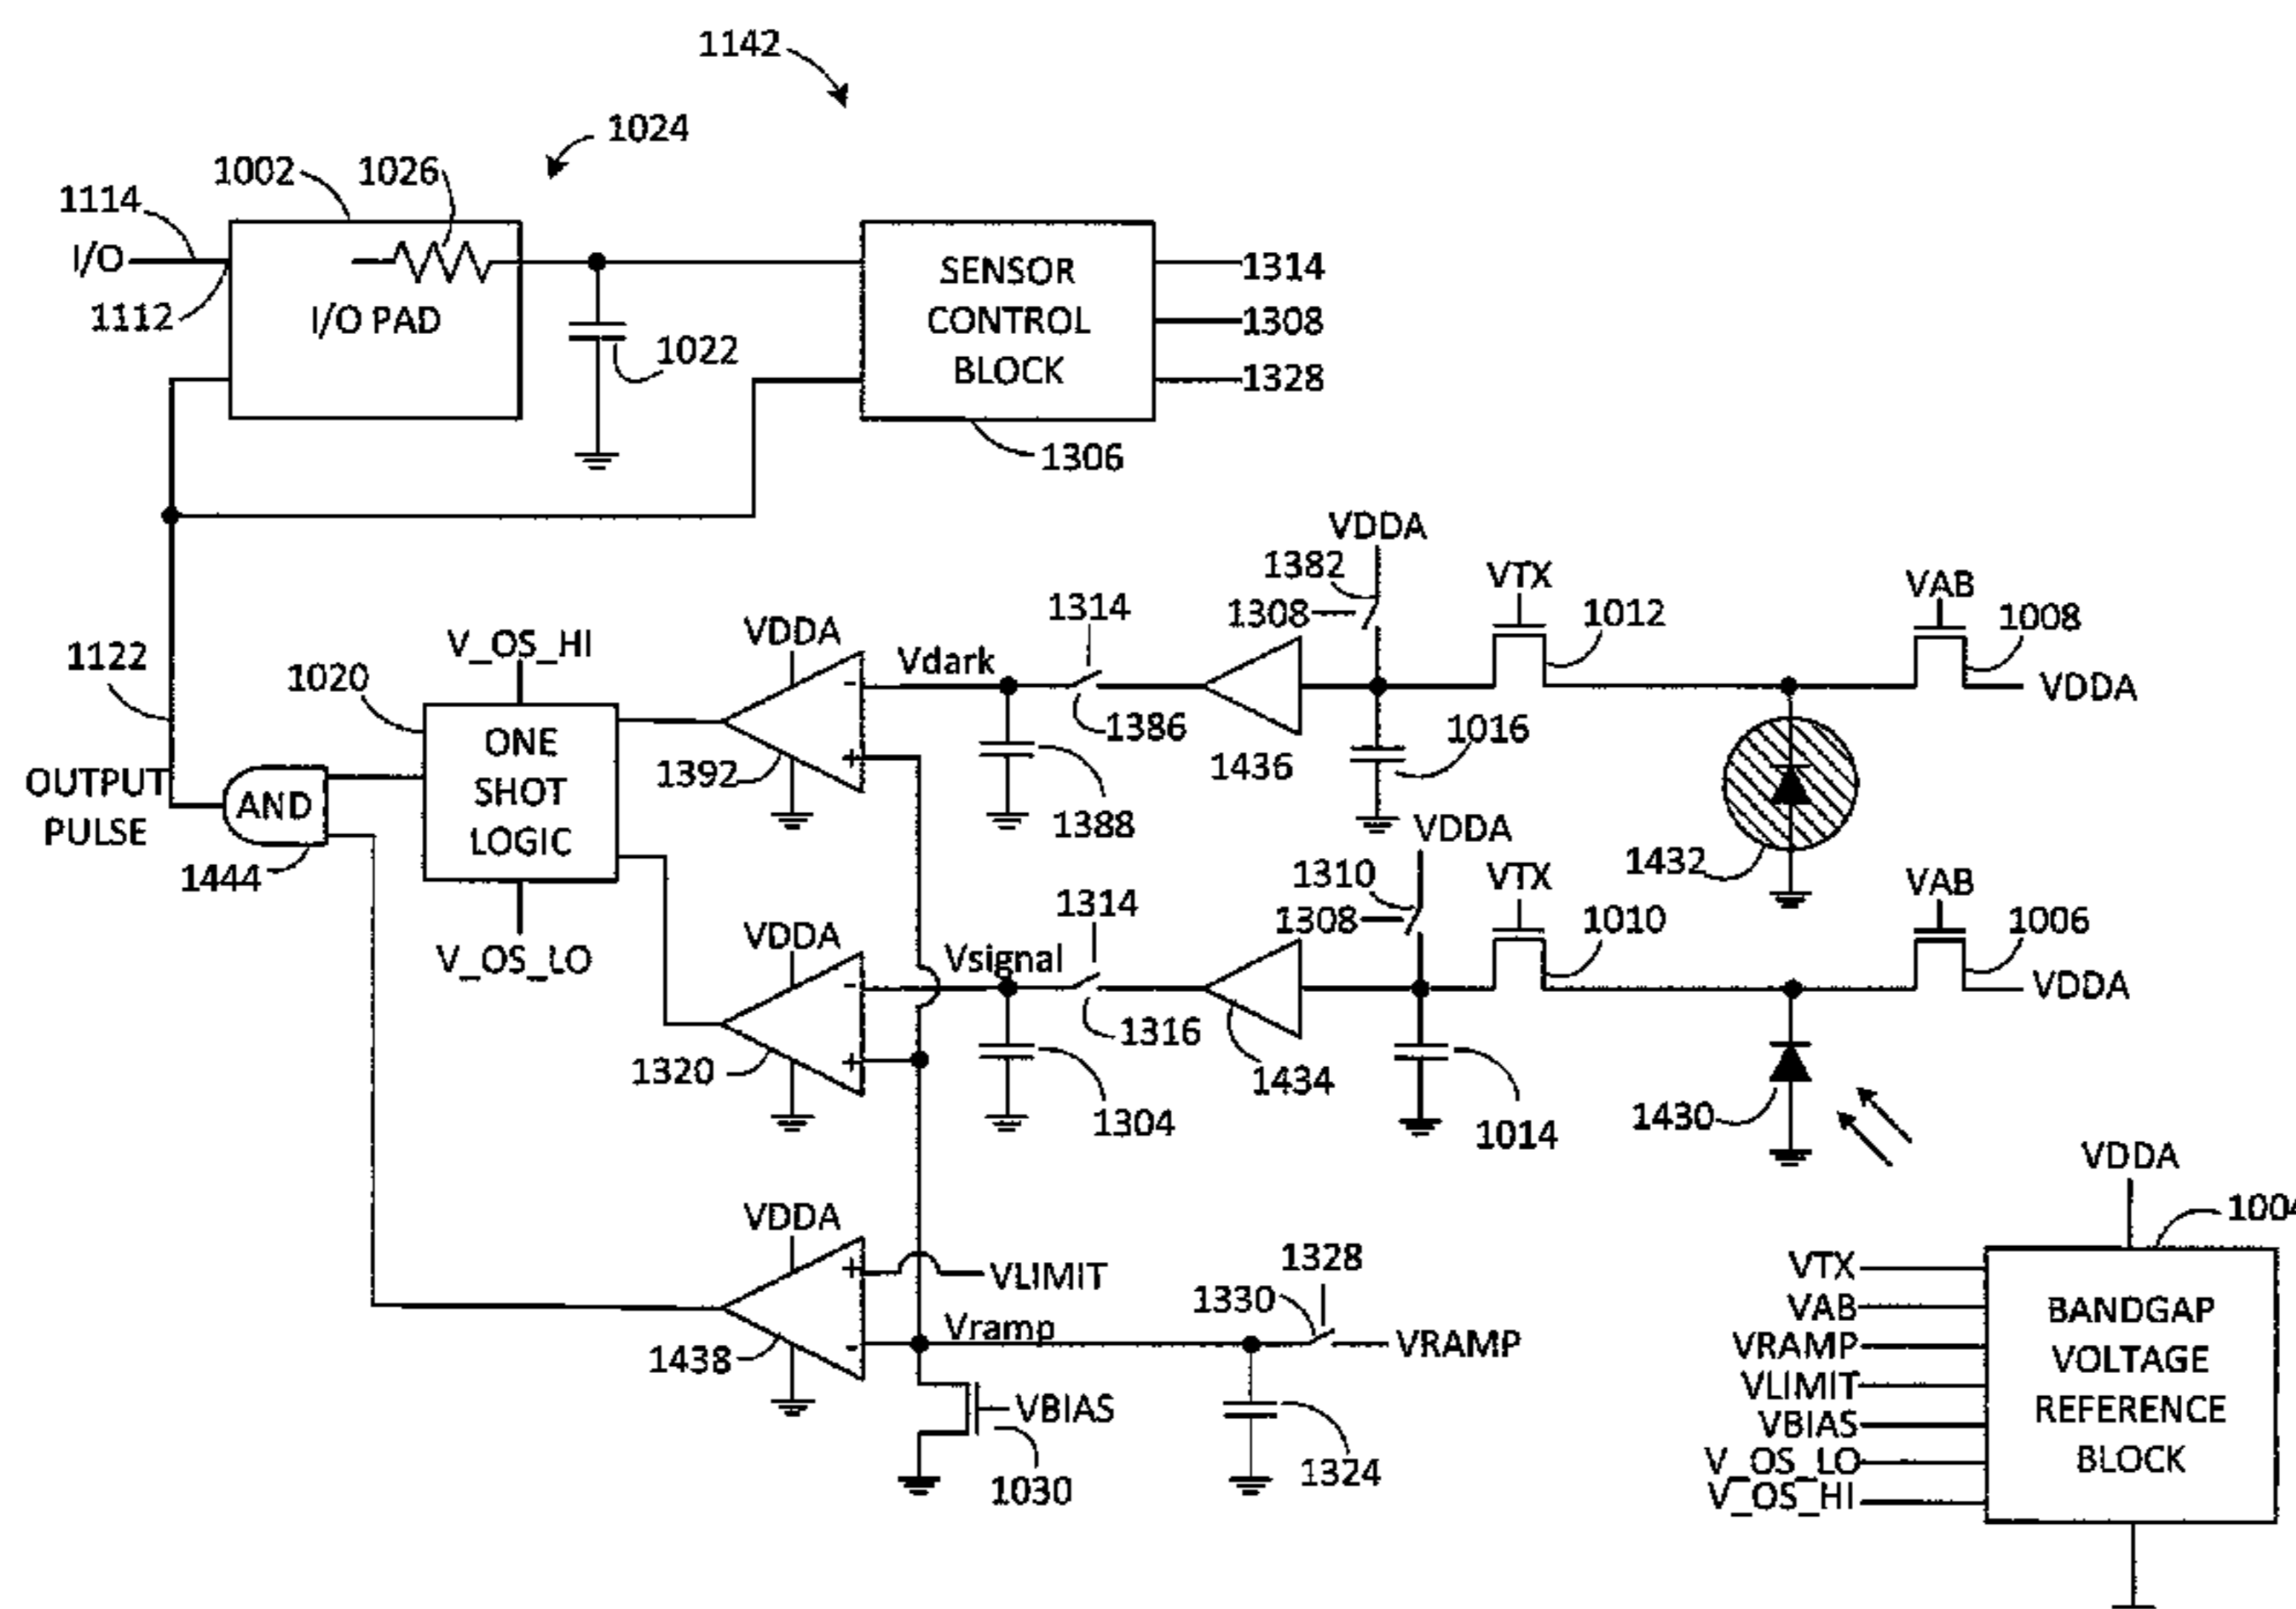 1142
1024
1002
1026
1114
I/O
1112
I/O PAD
1022
SENSOR
CONTROL
BLOCK
1314
1308
1328
1306
VDDA
1382
1308
VTX
1012
VAB
1008
VDDA
1122
1020
V_OS_HI
VDDA
Vdark
1314
1386
1436
1016
ONE
SHOT
LOGIC
1392
1388
OUTPUT
PULSE
AND
1444
-
+
1432
V_OS_LO
VDDA
1310
1308
VTX
1010
VAB
1006
VDDA
VDDA
Vsignal
1314
1316
1434
1014
-
+
1320
1304
1430
VDDA
+
-
VLIMIT
1438
Vramp
1330
1328
VRAMP
VBIAS
1030
1324
VDDA
1004
VTX
VAB
VRAMP
VLIMIT
VBIAS
V_OS_LO
V_OS_HI
BANDGAP
VOLTAGE
REFERENCE
BLOCK